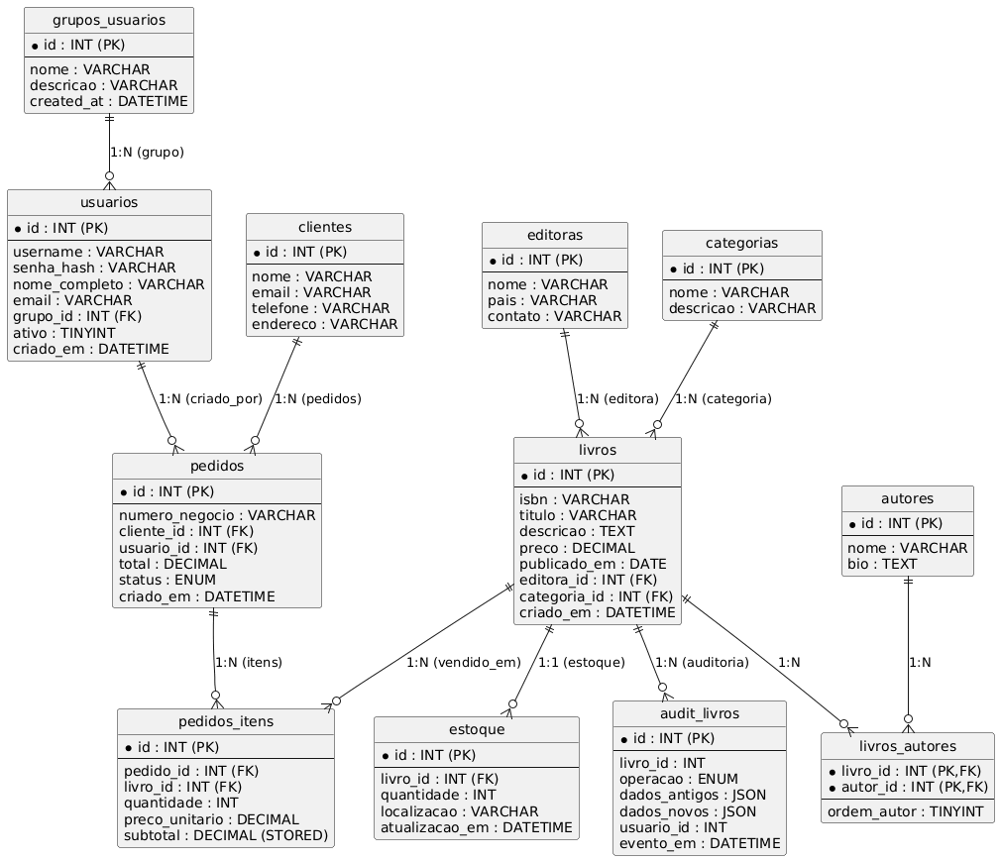 grupos_usuarios
id : INT (PK)
nome : VARCHAR
descricao : VARCHAR
created_at : DATETIME
1:N (grupo)
usuarios
id : INT (PK)
username : VARCHAR
senha_hash : VARCHAR
nome_completo : VARCHAR
email : VARCHAR
grupo_id : INT (FK)
ativo : TINYINT
criado_em : DATETIME
clientes
id : INT (PK)
nome : VARCHAR
email : VARCHAR
telefone : VARCHAR
endereco : VARCHAR
editoras
id : INT (PK)
nome : VARCHAR
pais : VARCHAR
contato : VARCHAR
categorias
id : INT (PK)
nome : VARCHAR
descricao : VARCHAR
1:N (criado_por)
1:N (pedidos)
1:N (editora)
1:N (categoria)
pedidos
id : INT (PK)
numero_negocio : VARCHAR
cliente_id : INT (FK)
usuario_id : INT (FK)
total : DECIMAL
status : ENUM
criado_em : DATETIME
livros
id : INT (PK)
isbn : VARCHAR
titulo : VARCHAR
descricao : TEXT
preco : DECIMAL
publicado_em : DATE
editora_id : INT (FK)
categoria_id : INT (FK)
criado_em : DATETIME
autores
id : INT (PK)
nome : VARCHAR
bio : TEXT
1:N (itens)
1:N (vendido_em)
1:1 (estoque)
1:N (auditoria)
1:N
1:N
pedidos_itens
id : INT (PK)
pedido_id : INT (FK)
livro_id : INT (FK)
quantidade : INT
preco_unitario : DECIMAL
subtotal : DECIMAL (STORED)
estoque
id : INT (PK)
livro_id : INT (FK)
quantidade : INT
localizacao : VARCHAR
atualizacao_em : DATETIME
audit_livros
id : INT (PK)
livro_id : INT
operacao : ENUM
dados_antigos : JSON
dados_novos : JSON
usuario_id : INT
evento_em : DATETIME
livros_autores
livro_id : INT (PK,FK)
autor_id : INT (PK,FK)
ordem_autor : TINYINT